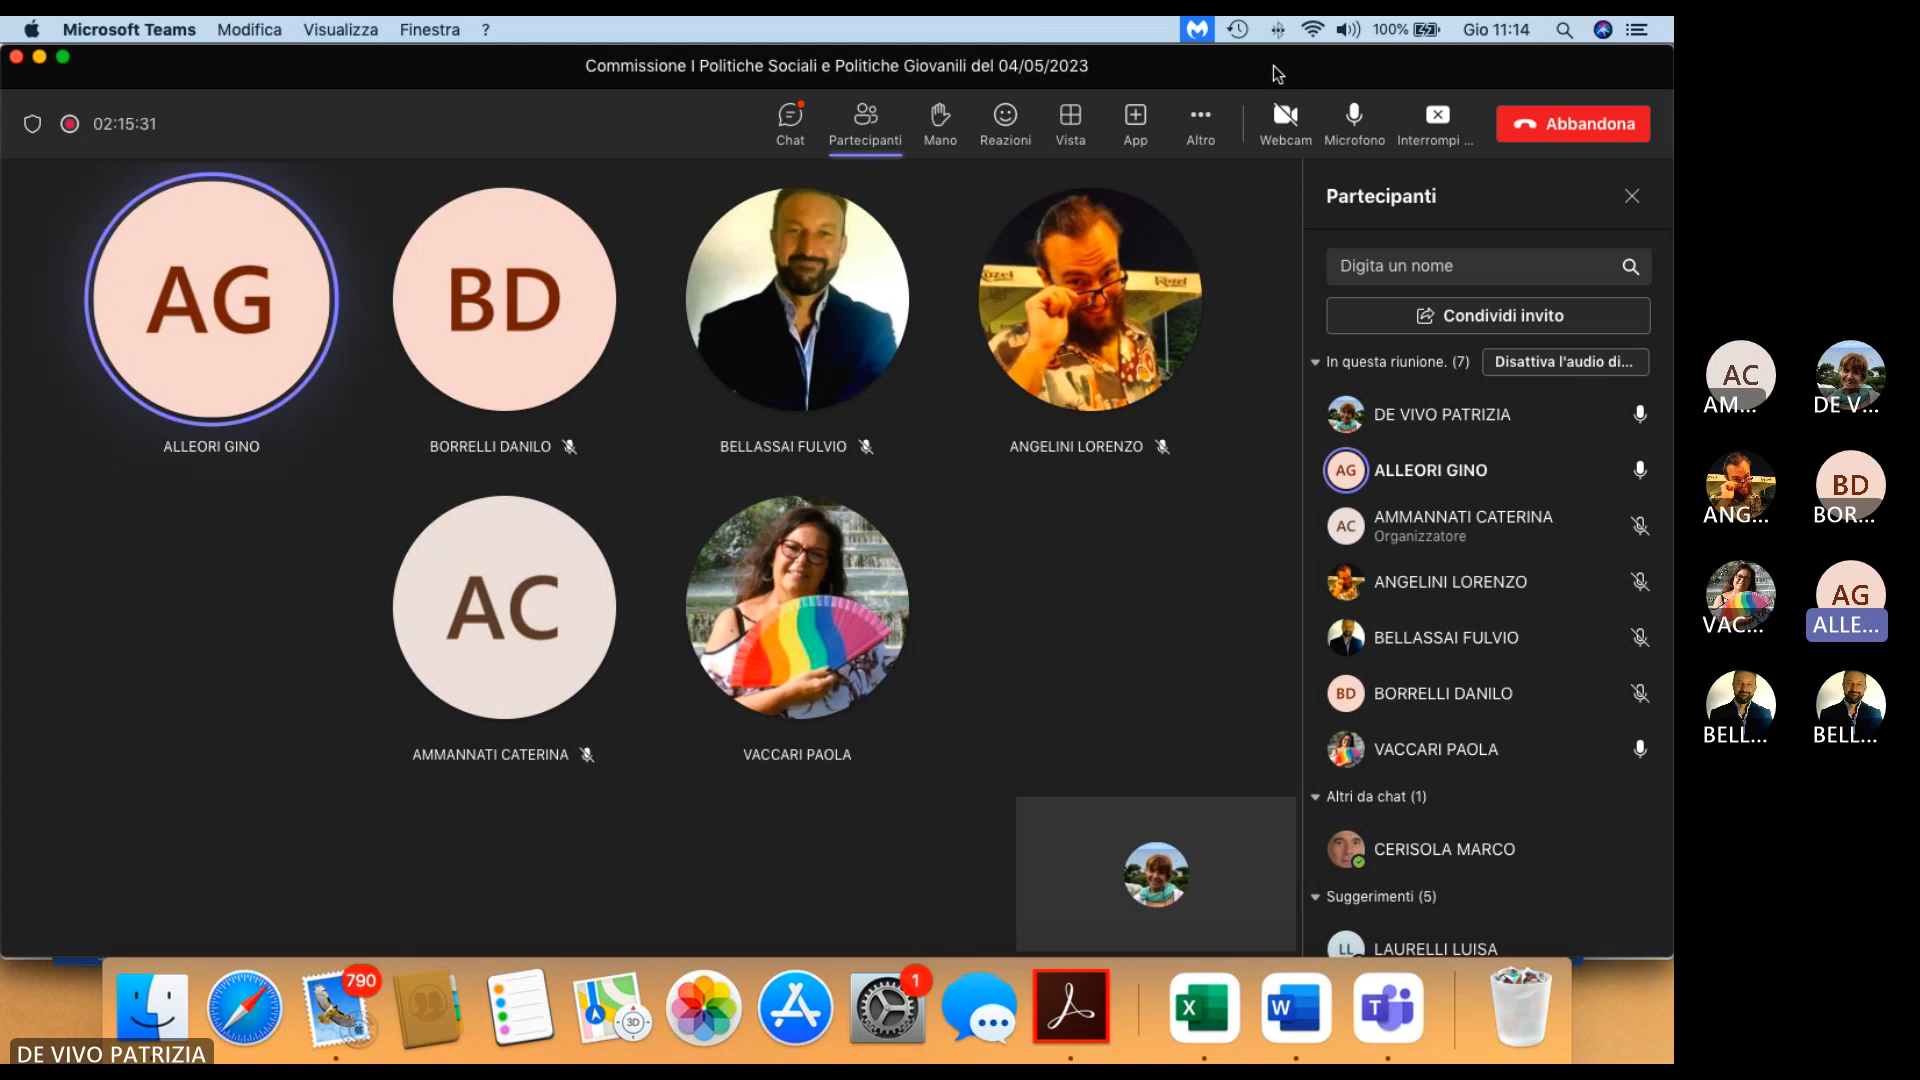 Microsoft Teams Modifica Visualizza Finestra ?
100% Gio 11:14
Commissione I Politiche Sociali e Politiche Giovanili del 04/05/2023
02:15:31
Chat Partecipanti Mano Reazioni Vista App Altro Webcam Microfono Interrompi ...
Abbandona
AG
BD
Kozel
ALLEORI GINO
BORRELLI DANILO
BELLASSAI FULVIO
ANGELINI LORENZO
AC
AMMANNATI CATERINA
VACCARI PAOLA
Partecipanti
Digita un nome
Condividi invito
In questa riunione. (7)
Disattiva l'audio di...
DE VIVO PATRIZIA
AG ALLEORI GINO
AC AMMANNATI CATERINA
Organizzatore
ANGELINI LORENZO
BELLASSAI FULVIO
BD BORRELLI DANILO
VACCARI PAOLA
Altri da chat (1)
CERISOLA MARCO
Suggerimenti (5)
LL LAURELLI LUISA
AC
AM...
DE V...
ANG...
BD
BOR...
VAC...
AG
ALLE...
BELL...
BELL...
790
3D
1
X
W
T
DE VIVO PATRIZIA